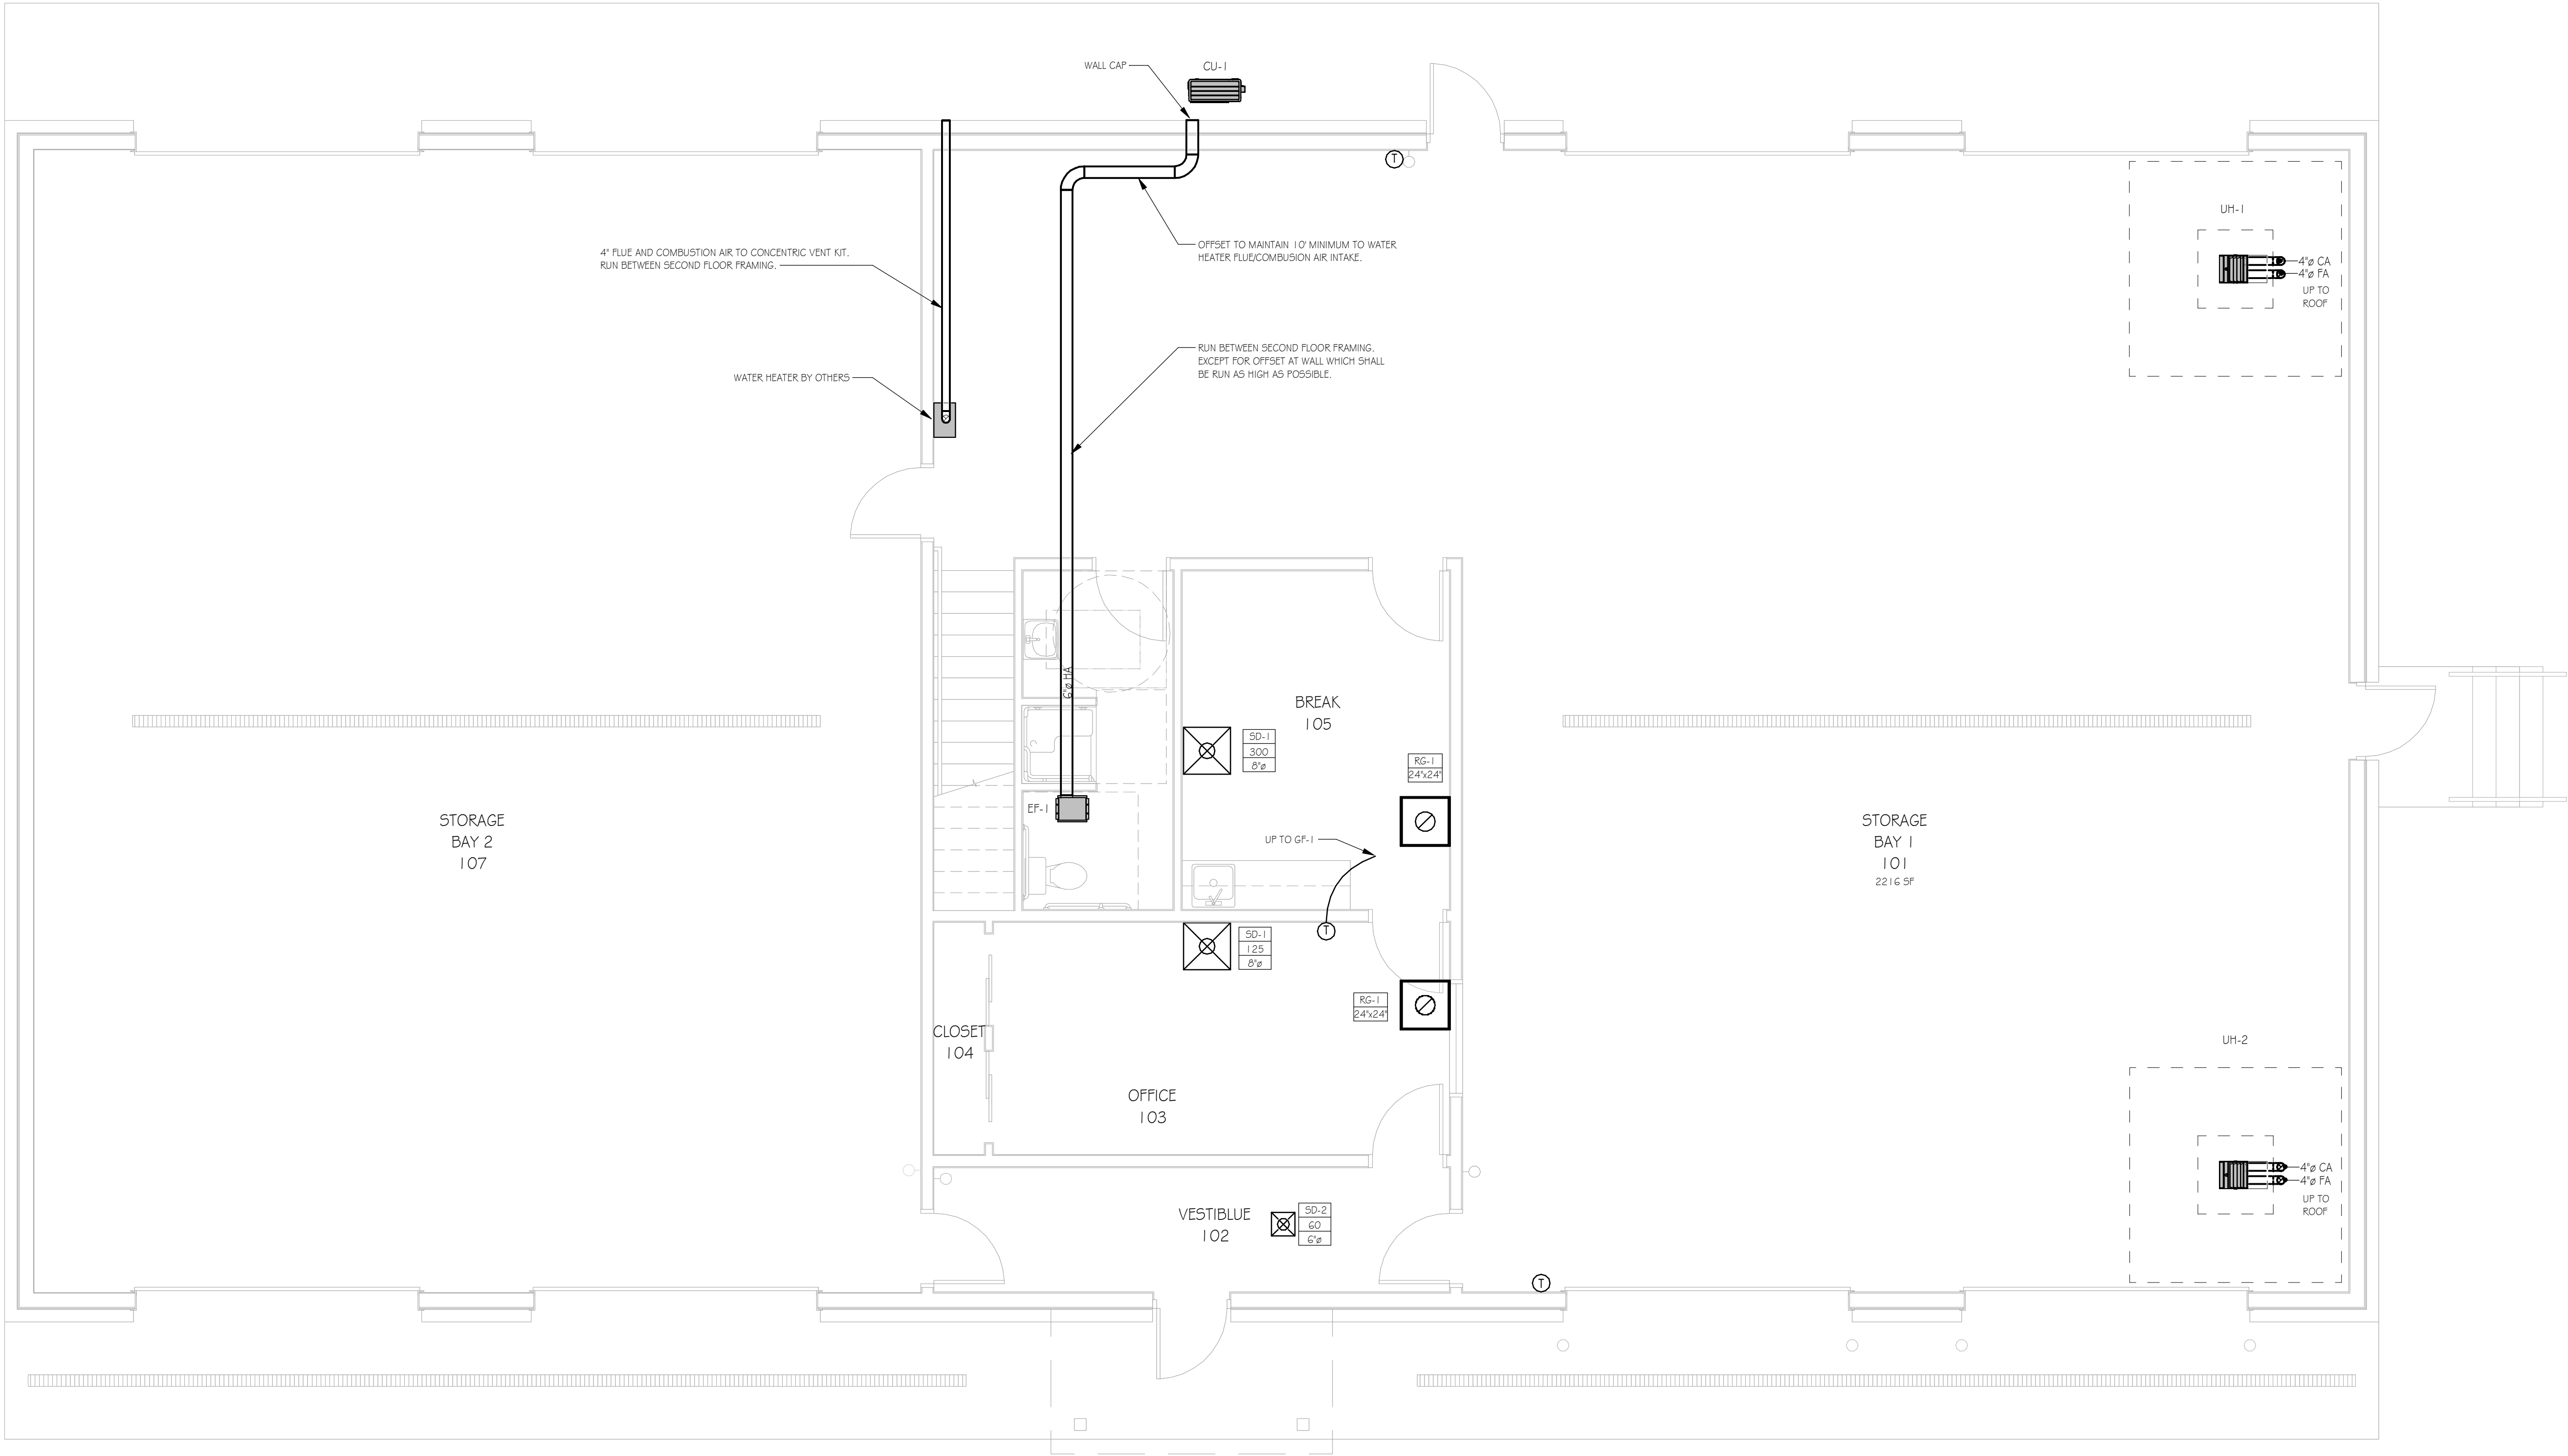 WALL CAP
CU-1
T
4" FLUE AND COMBUSTION AIR TO CONCENTRIC VENT KIT.
RUN BETWEEN SECOND FLOOR FRAMING.
OFFSET TO MAINTAIN 10' MINIMUM TO WATER
HEATER FLUE/COMBUSION AIR INTAKE.
UH-1
4"ø CA
4"ø FA
UP TO
ROOF
WATER HEATER BY OTHERS
RUN BETWEEN SECOND FLOOR FRAMING.
EXCEPT FOR OFFSET AT WALL WHICH SHALL
BE RUN AS HIGH AS POSSIBLE.
6"ø HA
BREAK
105
SD-1
300
8"ø
RG-1
24"x24"
EF-1
UP TO GF-1
T
STORAGE
BAY 2
107
STORAGE
BAY 1
101
2216 SF
SD-1
125
8"ø
RG-1
24"x24"
CLOSET
104
OFFICE
103
UH-2
4"ø CA
4"ø FA
UP TO
ROOF
VESTIBLUE
102
SD-2
60
6"ø
T